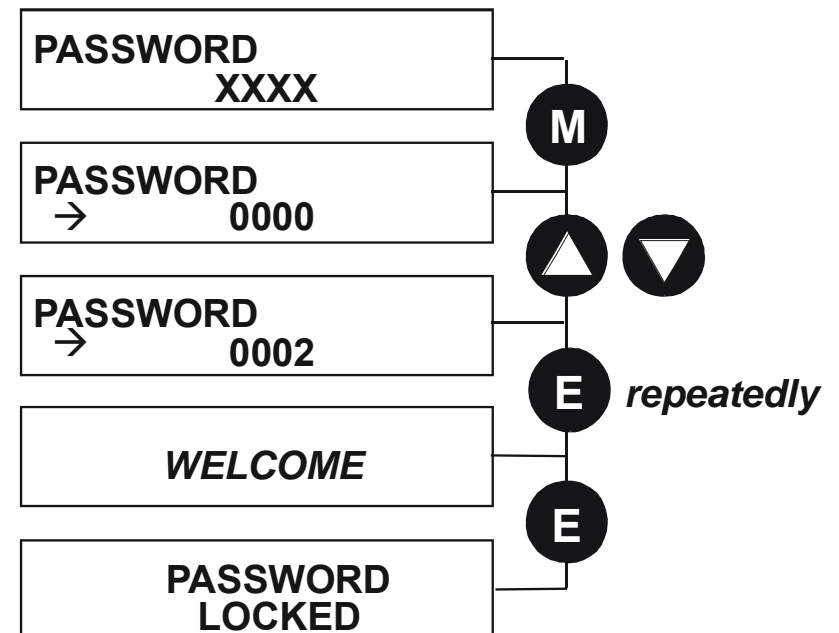 PASSWORD
XXXX
M
PASSWORD
→ 0000
PASSWORD
→ 0002
E repeatedly
WELCOME
E
PASSWORD
LOCKED